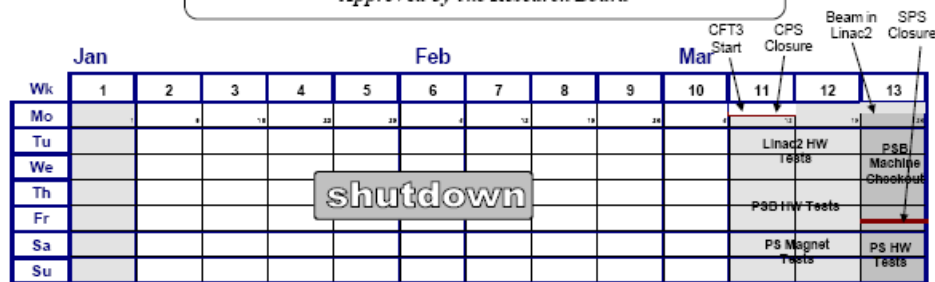 Approved by the Research Board
Beam in SPS
CFT3 CPS Linac2 Closure
Start Closure
Jan Feb Mar
Wk 1 2 3 4 5 6 7 8 9 10 11 12 13
Mo
Tu
Linac2 HW
Tests
PSB
Machine
Checkout
We
Th
shutdown
PSB HW Tests
Fr
Sa
PS Magnet
Tests
PS HW
Tests
Su